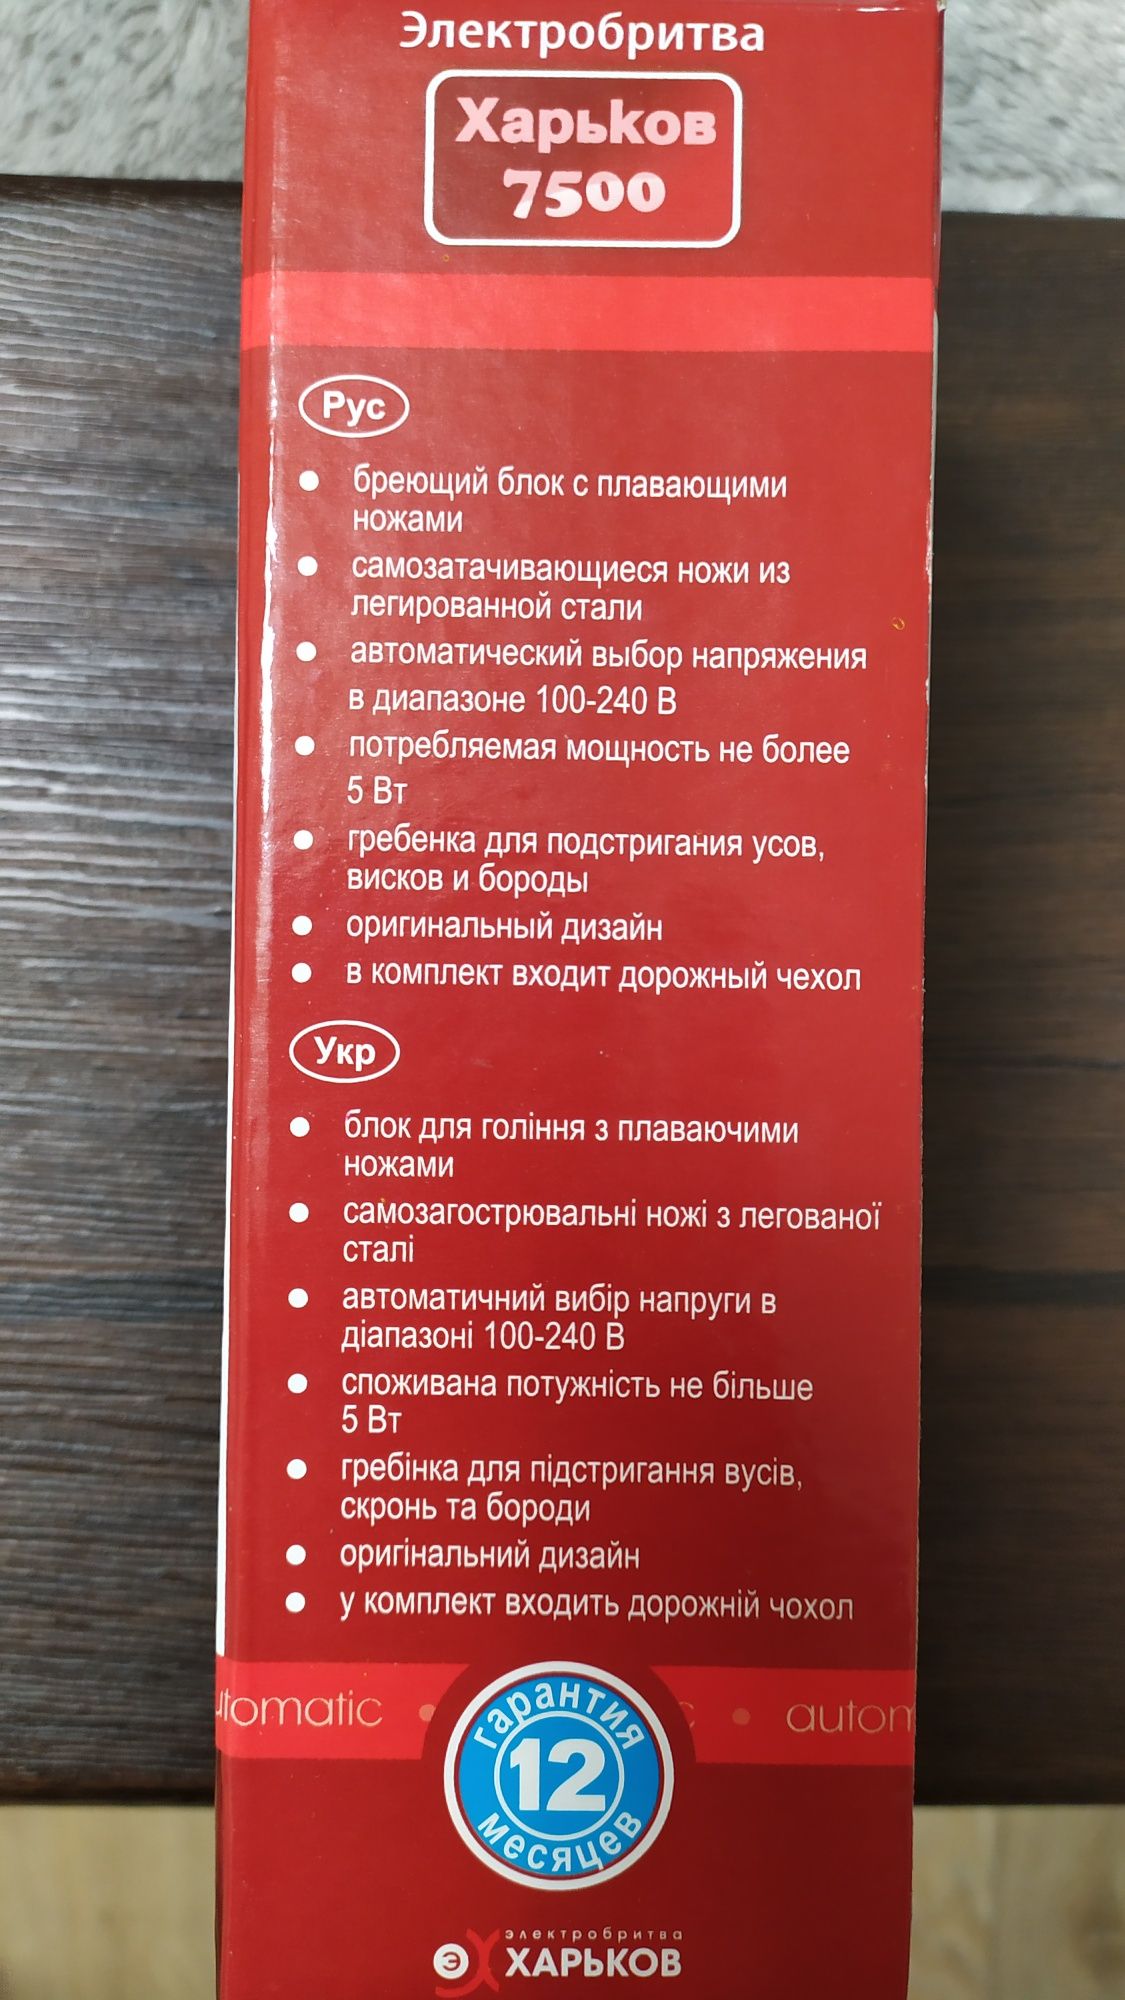 Электробритва
Харьков
7500
Рус
бреющий блок с плавающими
ножами
самозатачивающиеся ножи из
легированной стали
автоматический выбор напряжения
в диапазоне 100-240 В
потребляемая мощность не более
5 Вт
гребенка для подстригания усов,
висков и бороды
оригинальный дизайн
в комплект входит дорожный чехол
Укр
блок для гоління з плаваючими
ножами
самозагострювальні ножі з легованої
сталі
автоматичний вибір напруги в
діапазоні 100-240 В
споживана потужність не більше
5 Вт
гребінка для підстригання вусів,
скронь та бороди
оригінальний дизайн
у комплект входить дорожній чохол
utomatic • c • autom
гарантия
12
месяцев
электробритва
Э ХАРЬКОВ